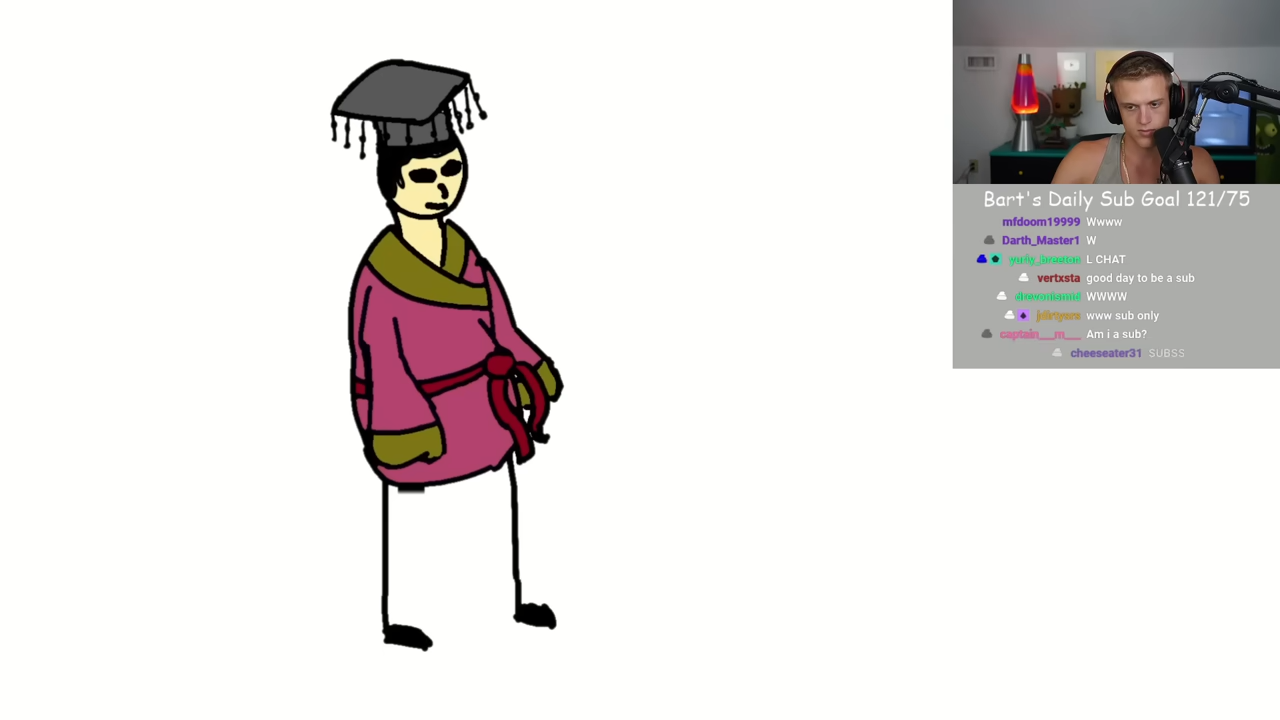 Bart's Daily Sub Goal 121/75
mfdoom19999 Wwww
Darth_Master1 W
L CHAT
vertxsta good day to be a sub
WWWW
www sub only
captain__m__ Am i a sub?
cheeseater31 SUBSS